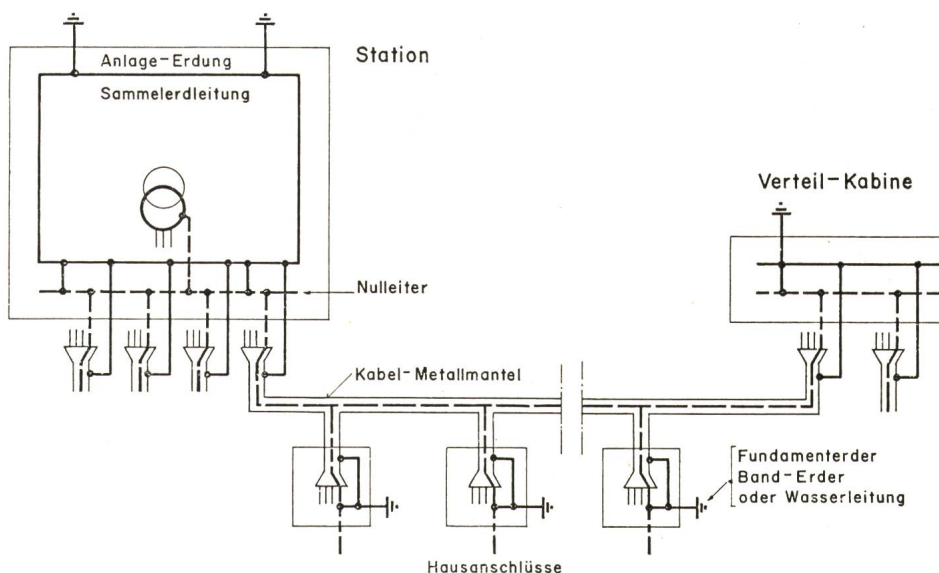 Station
Anlage-Erdung
Sammelerdleitung
Verteil-Kabine
Nulleiter
Kabel-Metallmantel
Fundamenterder
Band-Erder
oder Wasserleitung
Hausanschlüsse